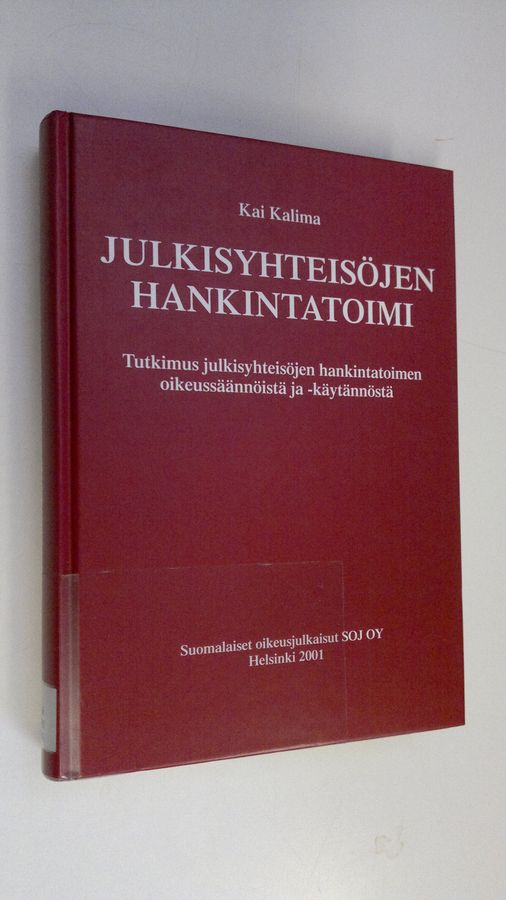 Kai Kalima
JULKISYHTEISÖJEN
HANKINTATOIMI
Tutkimus julkisyhteisöjen hankintatoimen
oikeussäännöistä ja -käytännöstä
Suomalaiset oikeusjulkaisut SOJ OY
Helsinki 2001